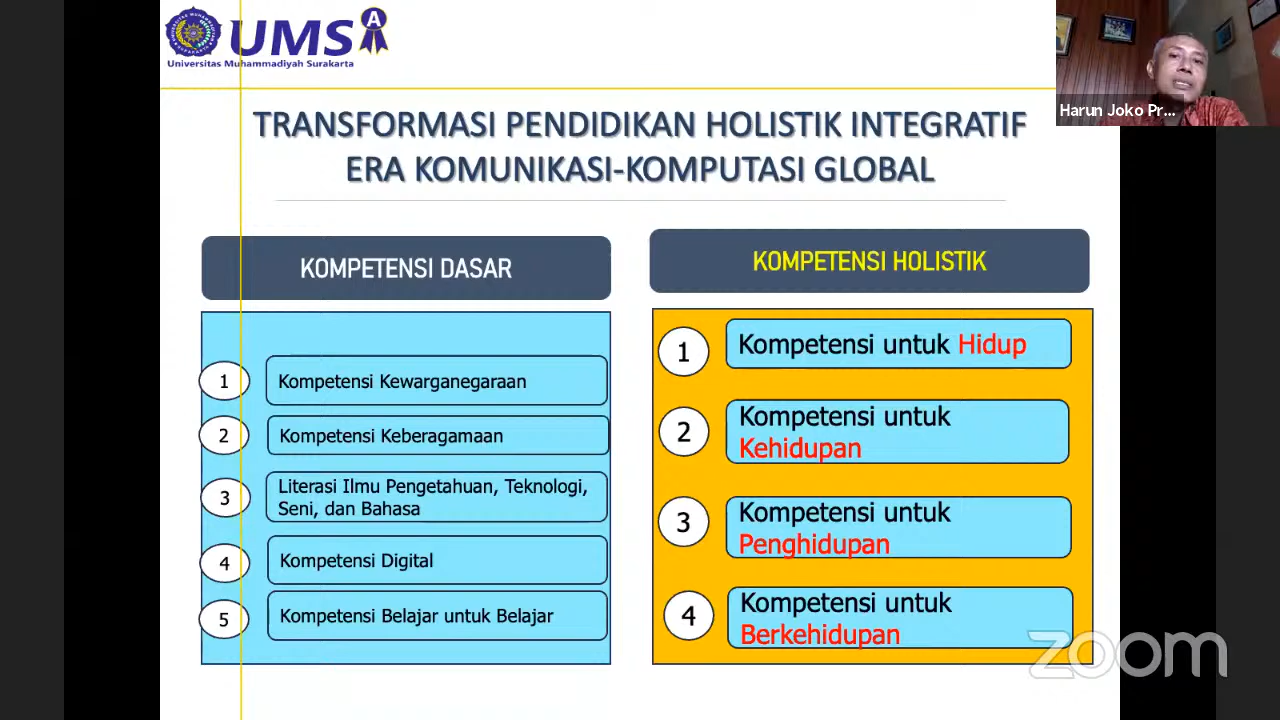 UMS
A
Universitas Muhammadiyah Surakarta
Harun Joko Pr...
TRANSFORMASI PENDIDIKAN HOLISTIK INTEGRATIF
ERA KOMUNIKASI-KOMPUTASI GLOBAL
KOMPETENSI DASAR
1
Kompetensi Kewarganegaraan
2
Kompetensi Keberagamaan
3
Literasi Ilmu Pengetahuan, Teknologi,
Seni, dan Bahasa
4
Kompetensi Digital
5
Kompetensi Belajar untuk Belajar
KOMPETENSI HOLISTIK
1
Kompetensi untuk Hidup
2
Kompetensi untuk
Kehidupan
3
Kompetensi untuk
Penghidupan
4
Kompetensi untuk
Berkehidupan
zoom